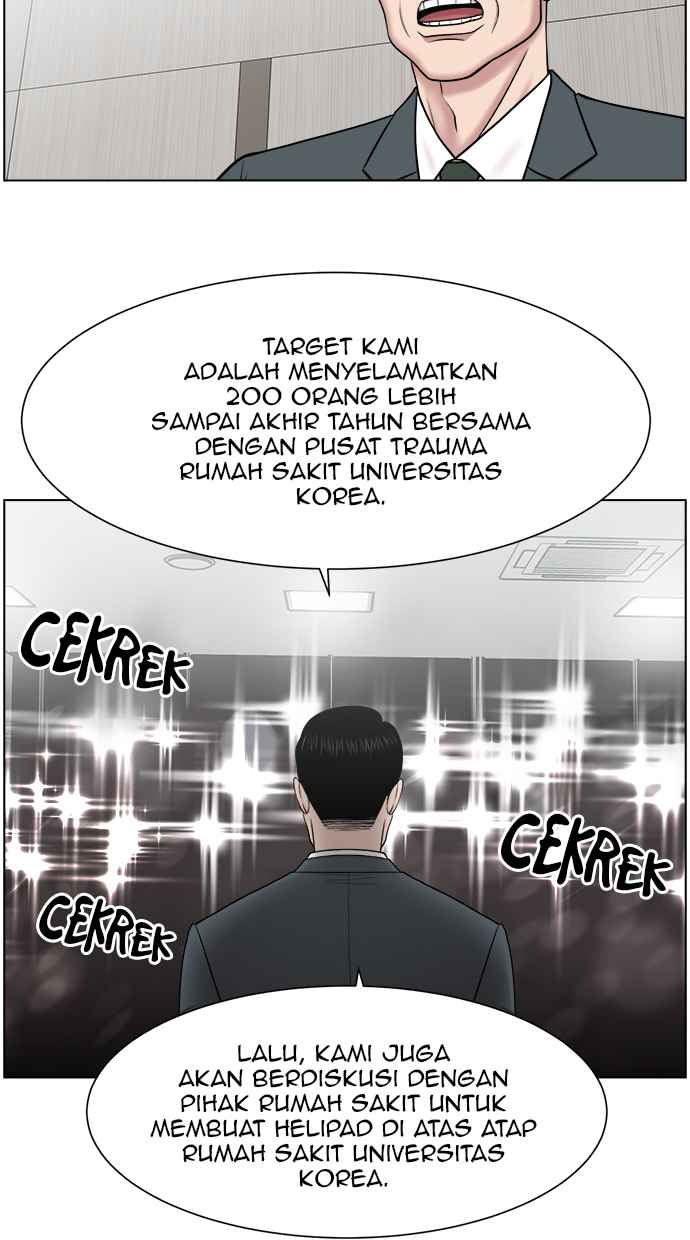 TARGET KAMI
ADALAH MENYELAMATKAN
200 ORANG LEBIH
SAMPAI AKHIR TAHUN BERSAMA
DENGAN PUSAT TRAUMA
RUMAH SAKIT UNIVERSITAS
KOREA.
CEKREK
CEKREK
CEKREK
LALU, KAMI JUGA
AKAN BERDISKUSI DENGAN
PIHAK RUMAH SAKIT UNTUK
MEMBUAT HELIPAD DI ATAS ATAP
RUMAH SAKIT UNIVERSITAS
KOREA.